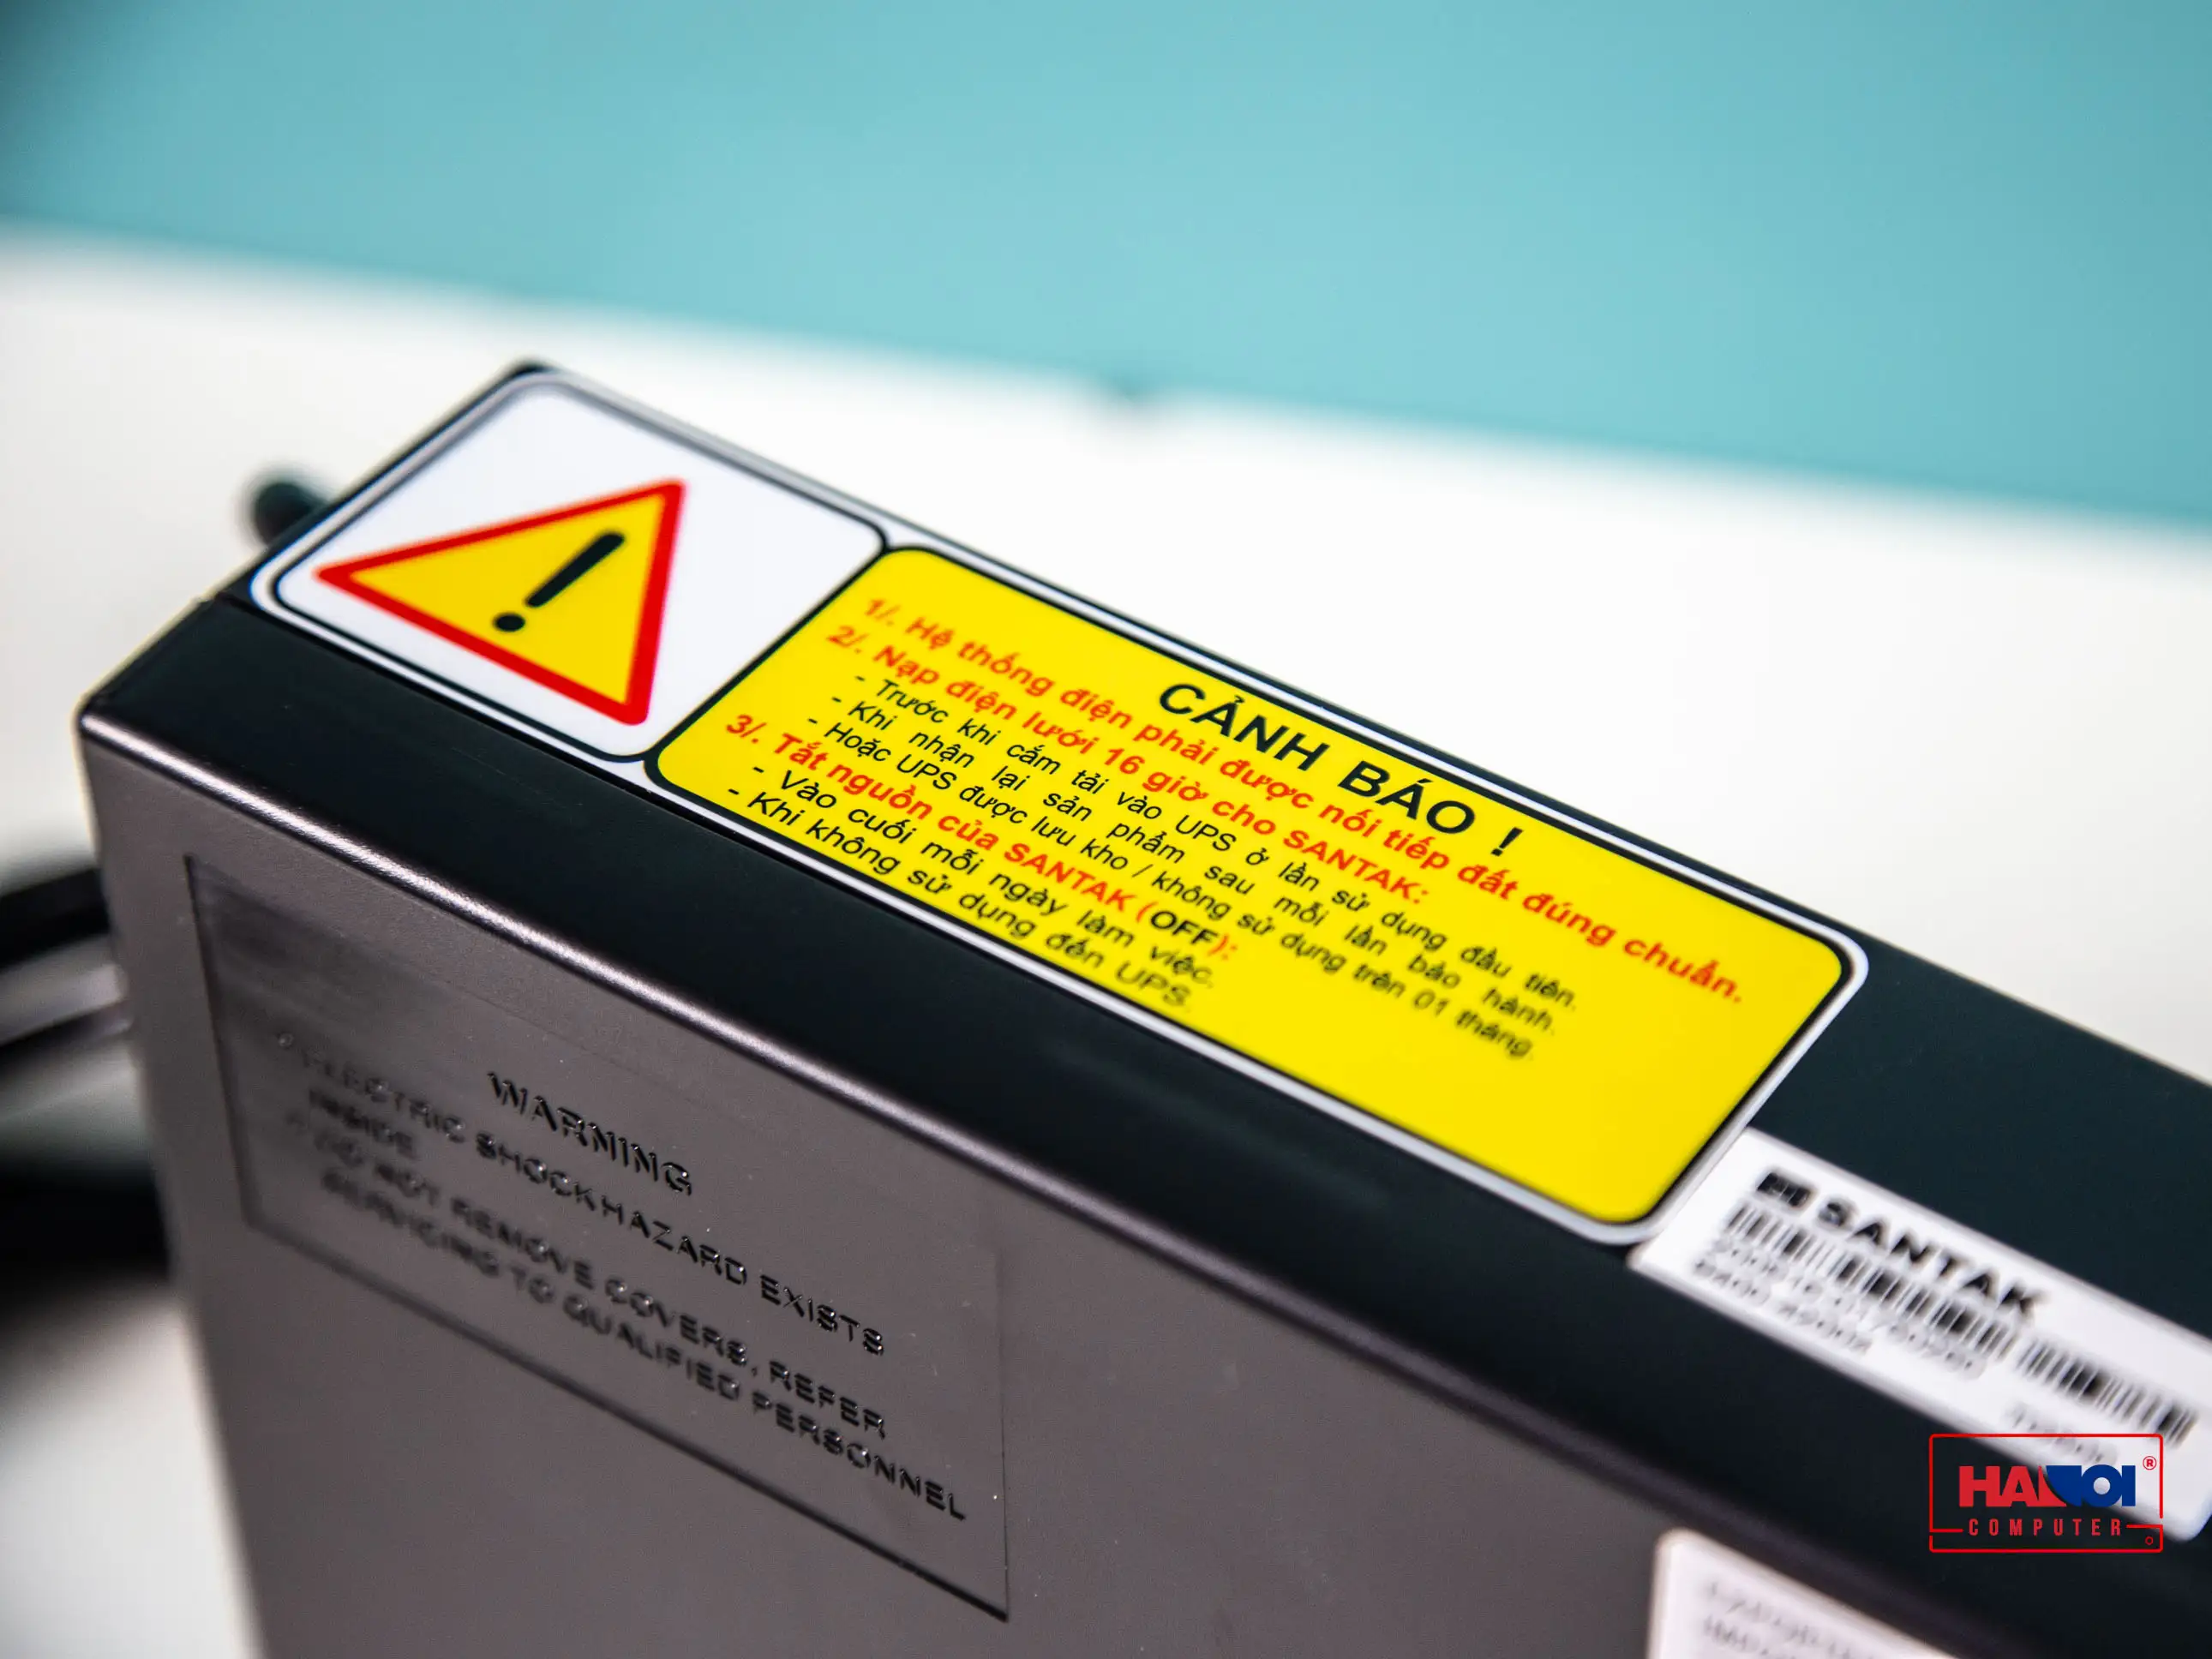 CẢNH BÁO !
1/. Hệ thống điện phải được nối tiếp đất đúng chuẩn.
2/. Nạp điện lưới 16 giờ cho SANTAK:
- Trước khi cắm tải vào UPS ở lần sử dụng đầu tiên.
- Khi nhận lại sản phẩm sau mỗi lần bảo hành.
- Hoặc UPS được lưu kho / không sử dụng trên 01 tháng.
3/. Tắt nguồn của SANTAK (OFF):
- Vào cuối mỗi ngày làm việc.
- Khi không sử dụng đến UPS.
WARNING
ELECTRIC SHOCK HAZARD EXISTS
INSIDE
DO NOT REMOVE COVERS, REFER
SERVICING TO QUALIFIED PERSONNEL
SANTAK
HANOI ®
COMPUTER